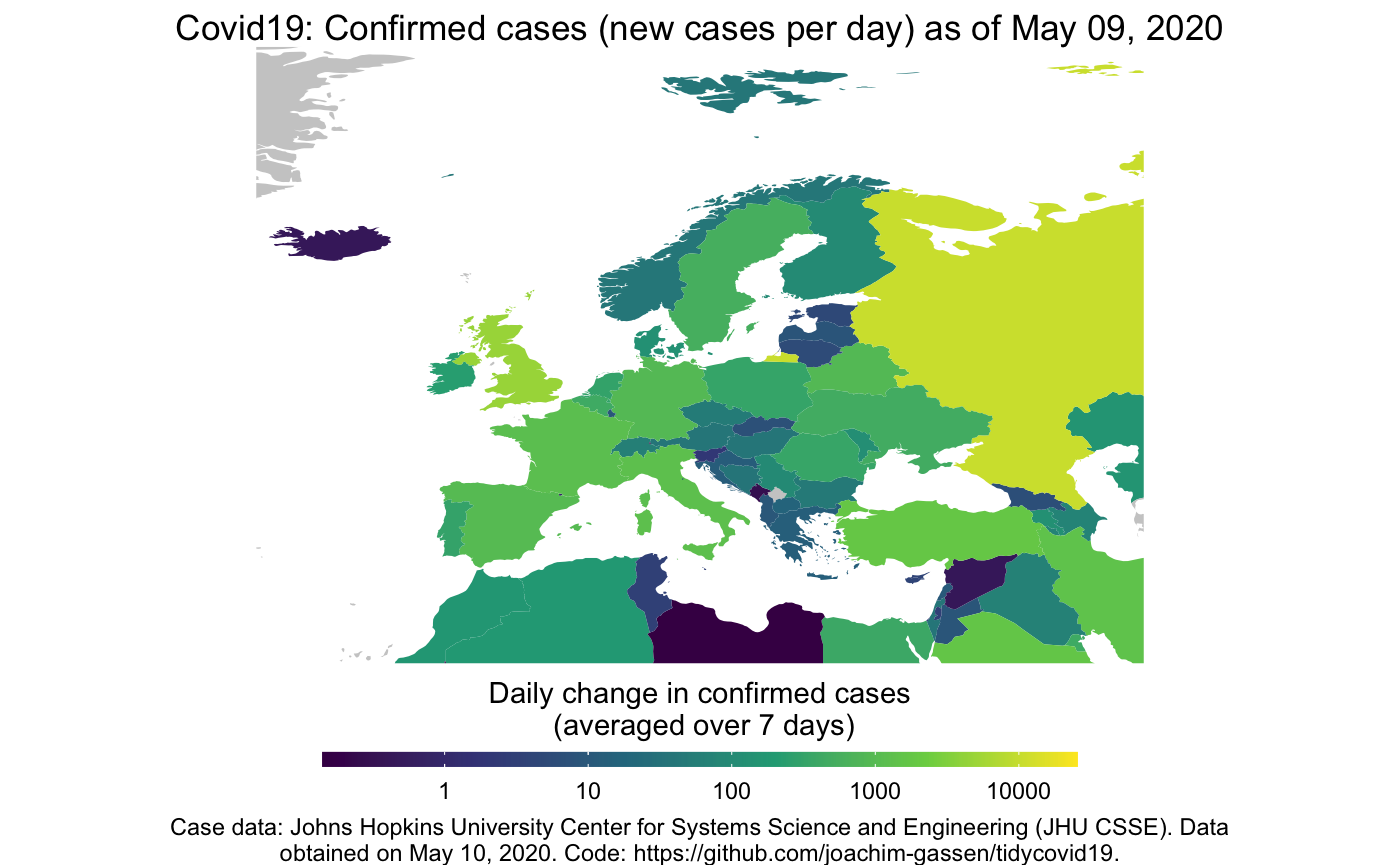 Covid19: Confirmed cases (new cases per day) as of May 09, 2020
Daily change in confirmed cases
(averaged over 7 days)
1 10 100 1000 10000
Case data: Johns Hopkins University Center for Systems Science and Engineering (JHU CSSE). Data
obtained on May 10, 2020. Code: https://github.com/joachim-gassen/tidycovid19.